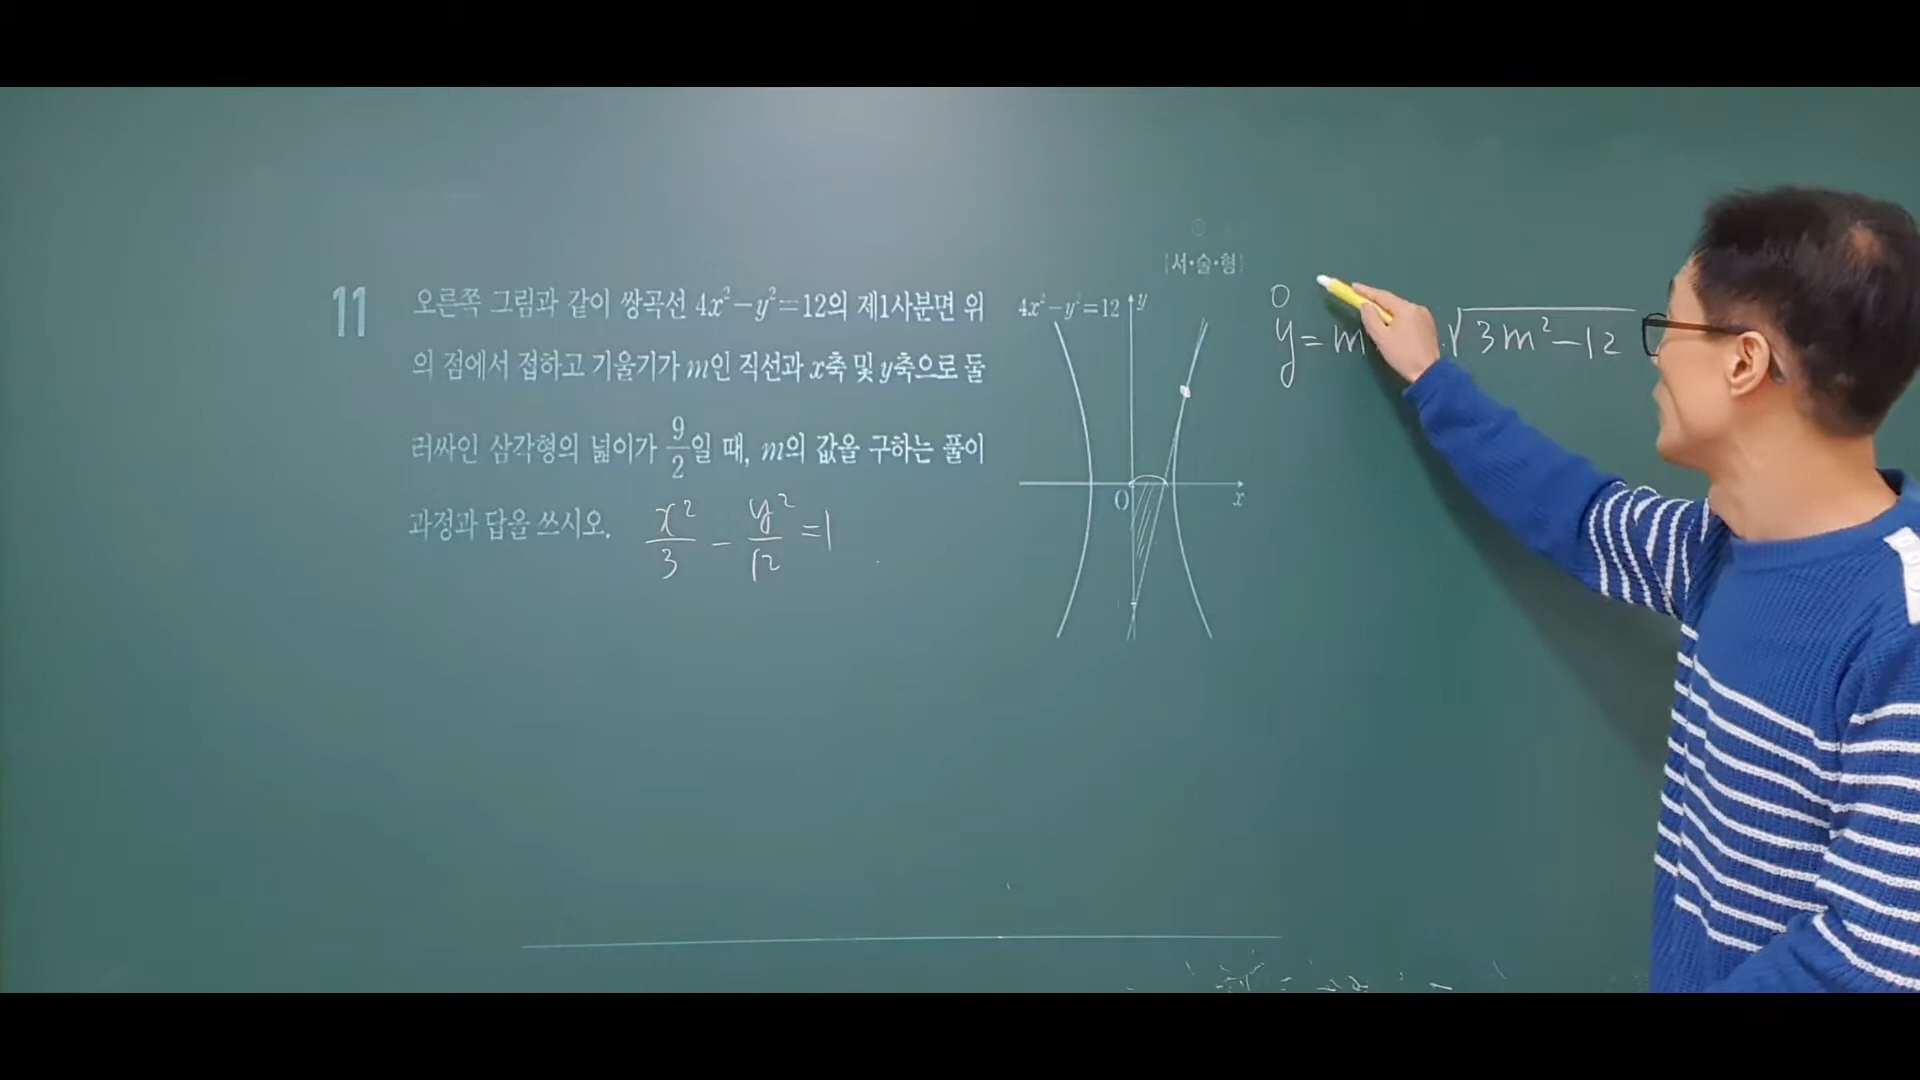 |서·술·형|
11 오른쪽 그림과 같이 쌍곡선 4x²-y²=12의 제1사분면 위
의 점에서 접하고 기울기가 m인 직선과 x축 및 y축으로 둘
러싸인 삼각형의 넓이가 9/2일 때, m의 값을 구하는 풀이
과정과 답을 쓰시오.
x²/3 - y²/12 = 1
4x²-y²=12
y
O
x
0
y = m √3m²-12